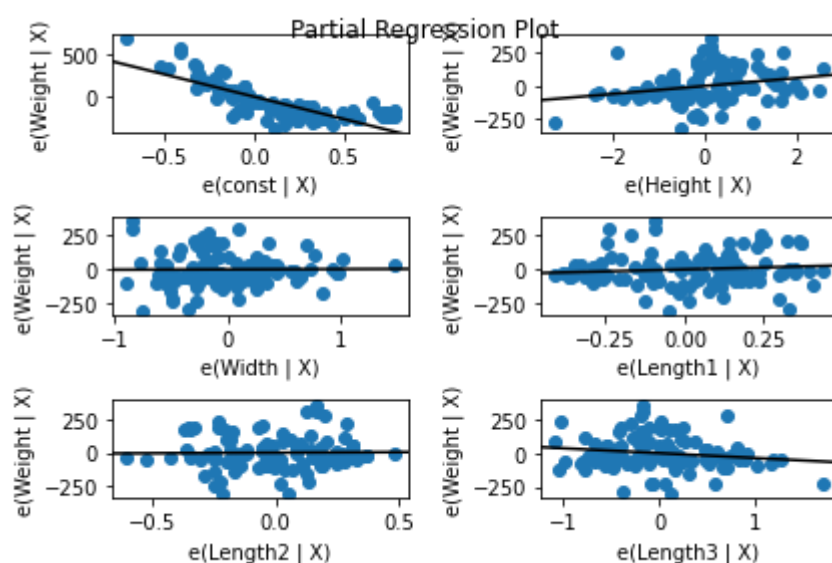 Partial Regression Plot
e(Weight | X)
500
0
−0.5 0.0 0.5
e(const | X)
e(Weight | X)
250
0
−250
−2 0 2
e(Height | X)
e(Weight | X)
250
0
−250
−1 0 1
e(Width | X)
e(Weight | X)
250
0
−250
−0.25 0.00 0.25
e(Length1 | X)
e(Weight | X)
250
0
−250
−0.5 0.0 0.5
e(Length2 | X)
e(Weight | X)
250
0
−250
−1 0 1
e(Length3 | X)